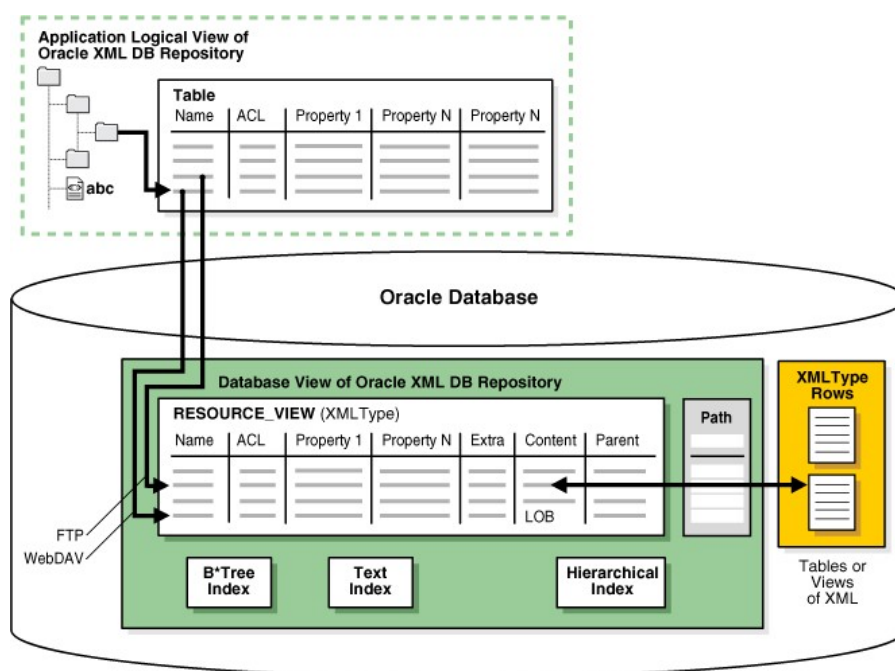 Application Logical View of
Oracle XML DB Repository
Table
Name ACL Property 1 Property N Property N
abc
Oracle Database
Database View of Oracle XML DB Repository
RESOURCE_VIEW (XMLType)
Name ACL Property 1 Property N Extra Content Parent
LOB
Path
XMLType
Rows
FTP
WebDAV
B*Tree
Index
Text
Index
Hierarchical
Index
Tables or
Views
of XML